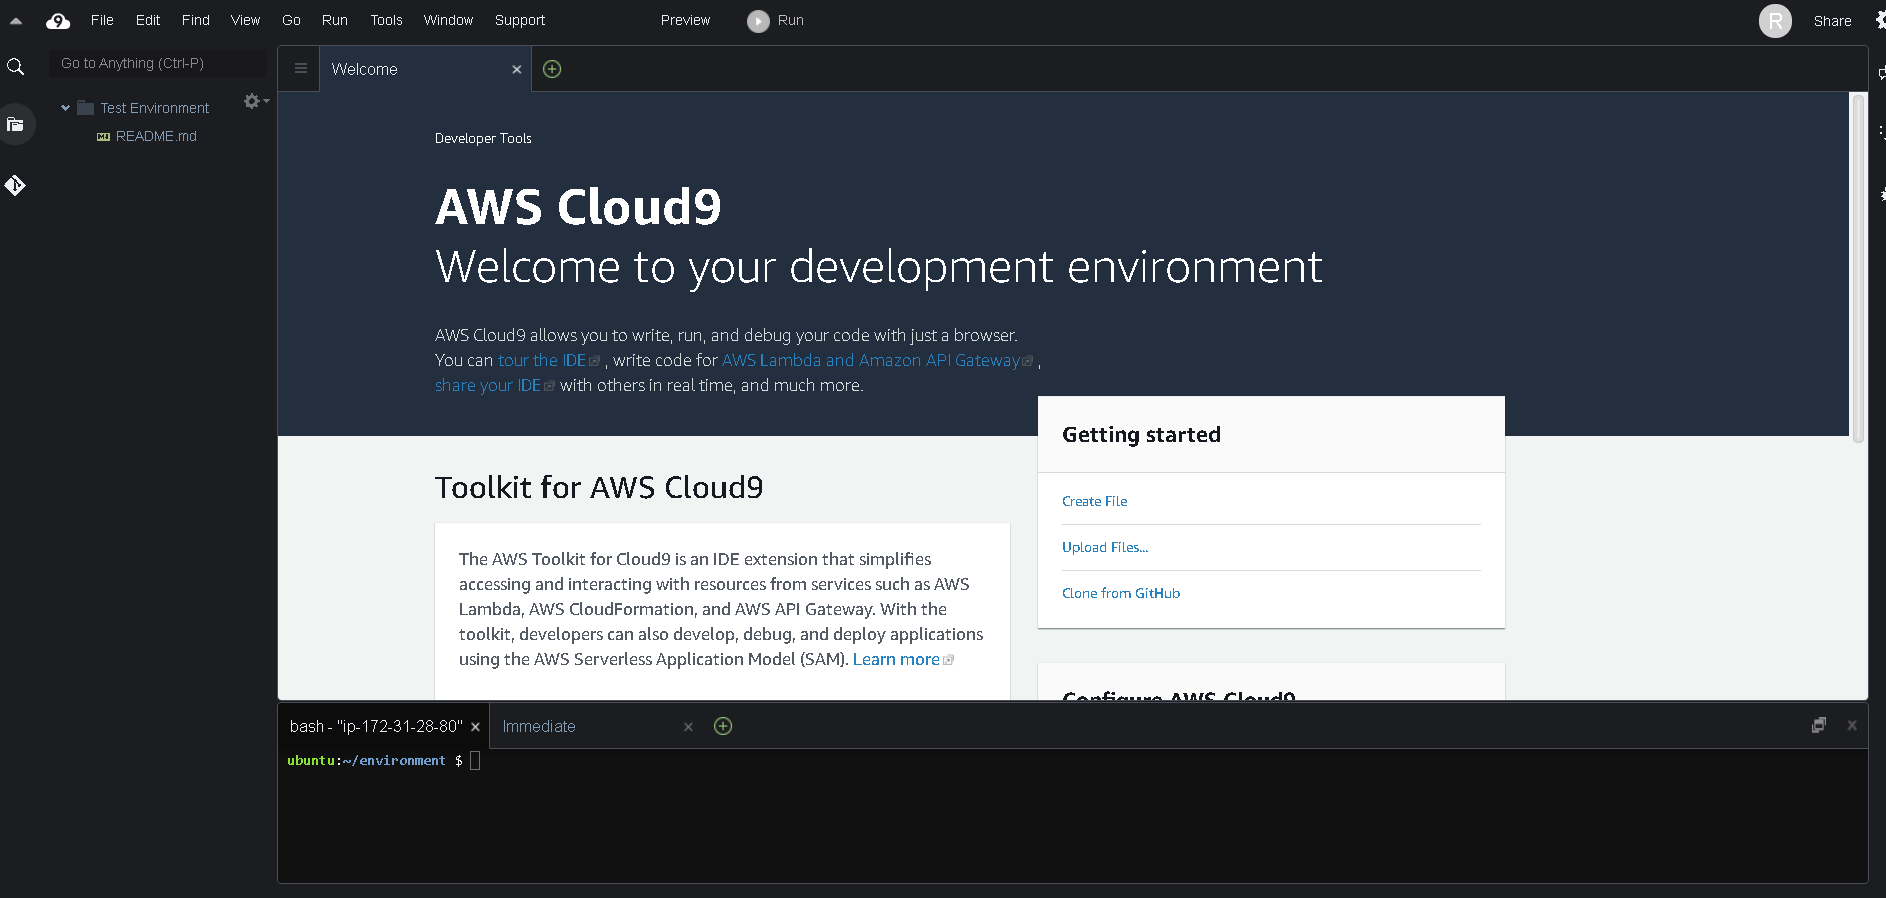 9 File Edit Find View Go Run Tools Window Support Preview Run R Share
Go to Anything (Ctrl-P)
Test Environment
README.md
Welcome
Developer Tools
AWS Cloud9
Welcome to your development environment
AWS Cloud9 allows you to write, run, and debug your code with just a browser.
You can tour the IDE , write code for AWS Lambda and Amazon API Gateway ,
share your IDE with others in real time, and much more.
Getting started
Create File
Upload Files...
Clone from GitHub
Toolkit for AWS Cloud9
The AWS Toolkit for Cloud9 is an IDE extension that simplifies
accessing and interacting with resources from services such as AWS
Lambda, AWS CloudFormation, and AWS API Gateway. With the
toolkit, developers can also develop, debug, and deploy applications
using the AWS Serverless Application Model (SAM). Learn more
Configure AWS Cloud9
bash - "ip-172-31-28-80" Immediate
ubuntu:~/environment $